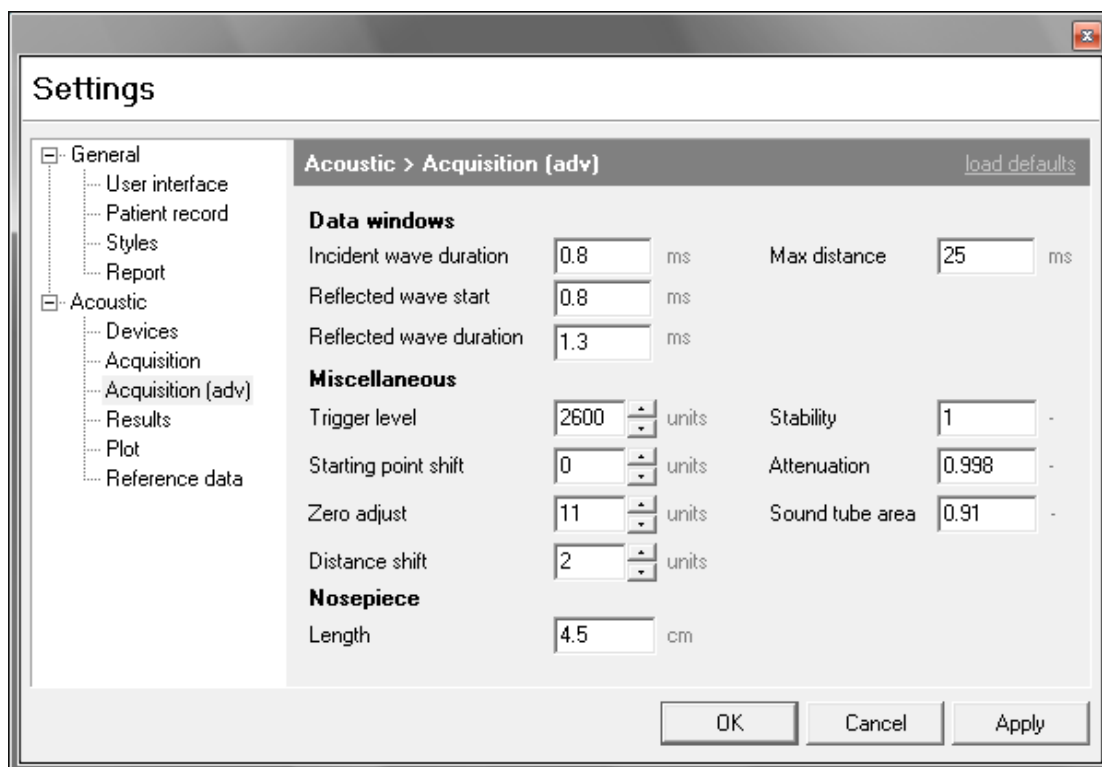 Settings
General
User interface
Patient record
Styles
Report
Acoustic
Devices
Acquisition
Acquisition (adv)
Results
Plot
Reference data
Acoustic > Acquisition (adv) load defaults
Data windows
Incident wave duration 0.8 ms Max distance 25 ms
Reflected wave start 0.8 ms
Reflected wave duration 1.3 ms
Miscellaneous
Trigger level 2600 units Stability 1 -
Starting point shift 0 units Attenuation 0.998 -
Zero adjust 11 units Sound tube area 0.91 -
Distance shift 2 units
Nosepiece
Length 4.5 cm
OK Cancel Apply